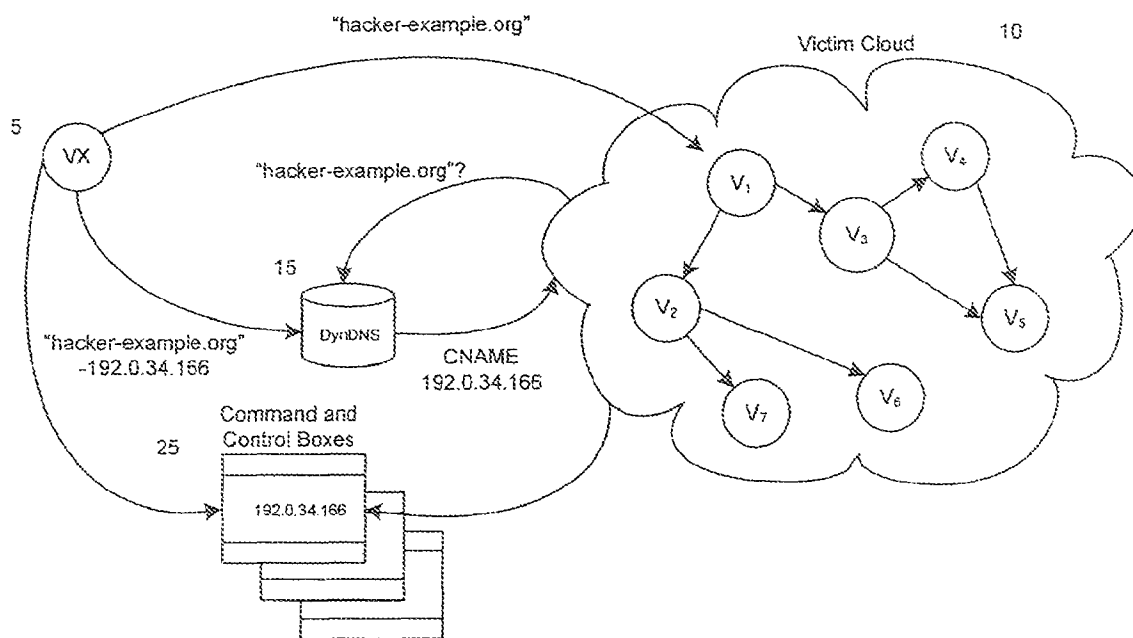 "hacker-example.org"
Victim Cloud
10
5
VX
"hacker-example.org"?
V1
V4
V3
15
V2
V5
DynDNS
"hacker-example.org"
-192.0.34.166
CNAME
192.0.34.166
V7
V6
Command and
Control Boxes
25
192.0.34.166